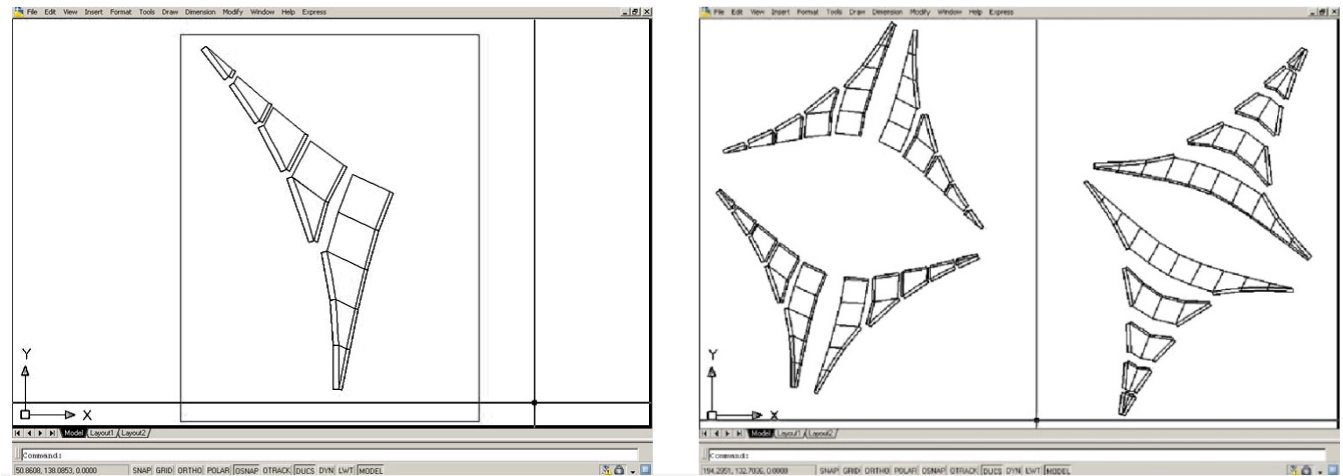 File Edit View Insert Format Tools Draw Dimension Modify Window Help Express
Y
X
Model Layout1 Layout2
Command:
50.8608, 138.0853, 0.0000 SNAP GRID ORTHO POLAR OSNAP OTRACK DUCS DYN LWT MODEL
File Edit View Insert Format Tools Draw Dimension Modify Window Help Express
Y
X
Model Layout1 Layout2
Command:
SNAP GRID ORTHO POLAR OSNAP OTRACK DUCS DYN LWT MODEL